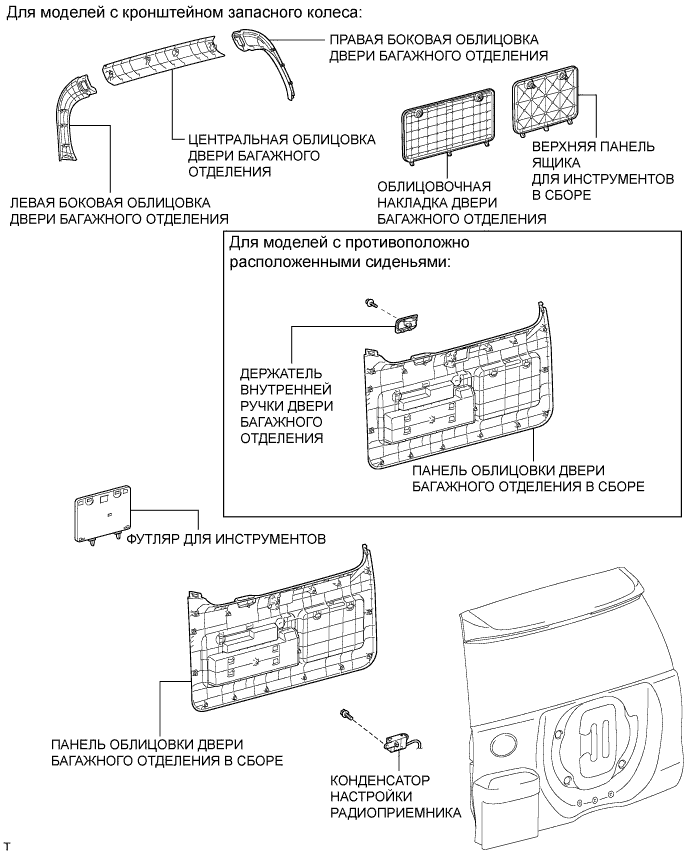 Для моделей с кронштейном запасного колеса:
ПРАВАЯ БОКОВАЯ ОБЛИЦОВКА
ДВЕРИ БАГАЖНОГО ОТДЕЛЕНИЯ
ЦЕНТРАЛЬНАЯ ОБЛИЦОВКА
ДВЕРИ БАГАЖНОГО
ОТДЕЛЕНИЯ
ВЕРХНЯЯ ПАНЕЛЬ
ЯЩИКА
ДЛЯ ИНСТРУМЕНТОВ
В СБОРЕ
ЛЕВАЯ БОКОВАЯ ОБЛИЦОВКА
ДВЕРИ БАГАЖНОГО ОТДЕЛЕНИЯ
ОБЛИЦОВОЧНАЯ
НАКЛАДКА ДВЕРИ
БАГАЖНОГО ОТДЕЛЕНИЯ
Для моделей с противоположно
расположенными сиденьями:
ДЕРЖАТЕЛЬ
ВНУТРЕННЕЙ
РУЧКИ ДВЕРИ
БАГАЖНОГО
ОТДЕЛЕНИЯ
ПАНЕЛЬ ОБЛИЦОВКИ ДВЕРИ
БАГАЖНОГО ОТДЕЛЕНИЯ В СБОРЕ
ФУТЛЯР ДЛЯ ИНСТРУМЕНТОВ
ПАНЕЛЬ ОБЛИЦОВКИ ДВЕРИ
БАГАЖНОГО ОТДЕЛЕНИЯ В СБОРЕ
КОНДЕНСАТОР
НАСТРОЙКИ
РАДИОПРИЕМНИКА
T